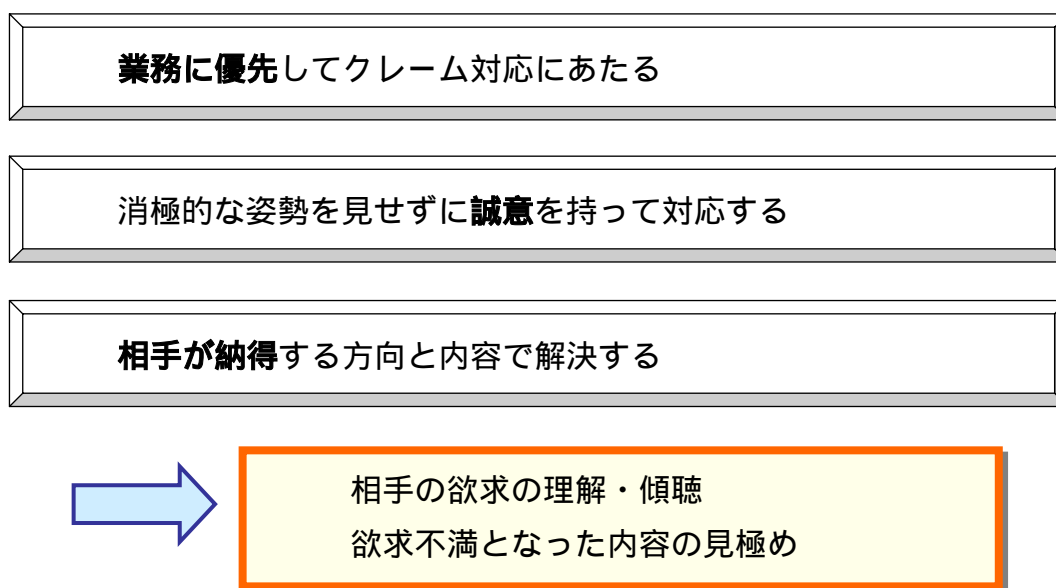 業務に優先してクレーム対応にあたる
消極的な姿勢を見せずに誠意を持って対応する
相手が納得する方向と内容で解決する
相手の欲求の理解・傾聴
欲求不満となった内容の見極め